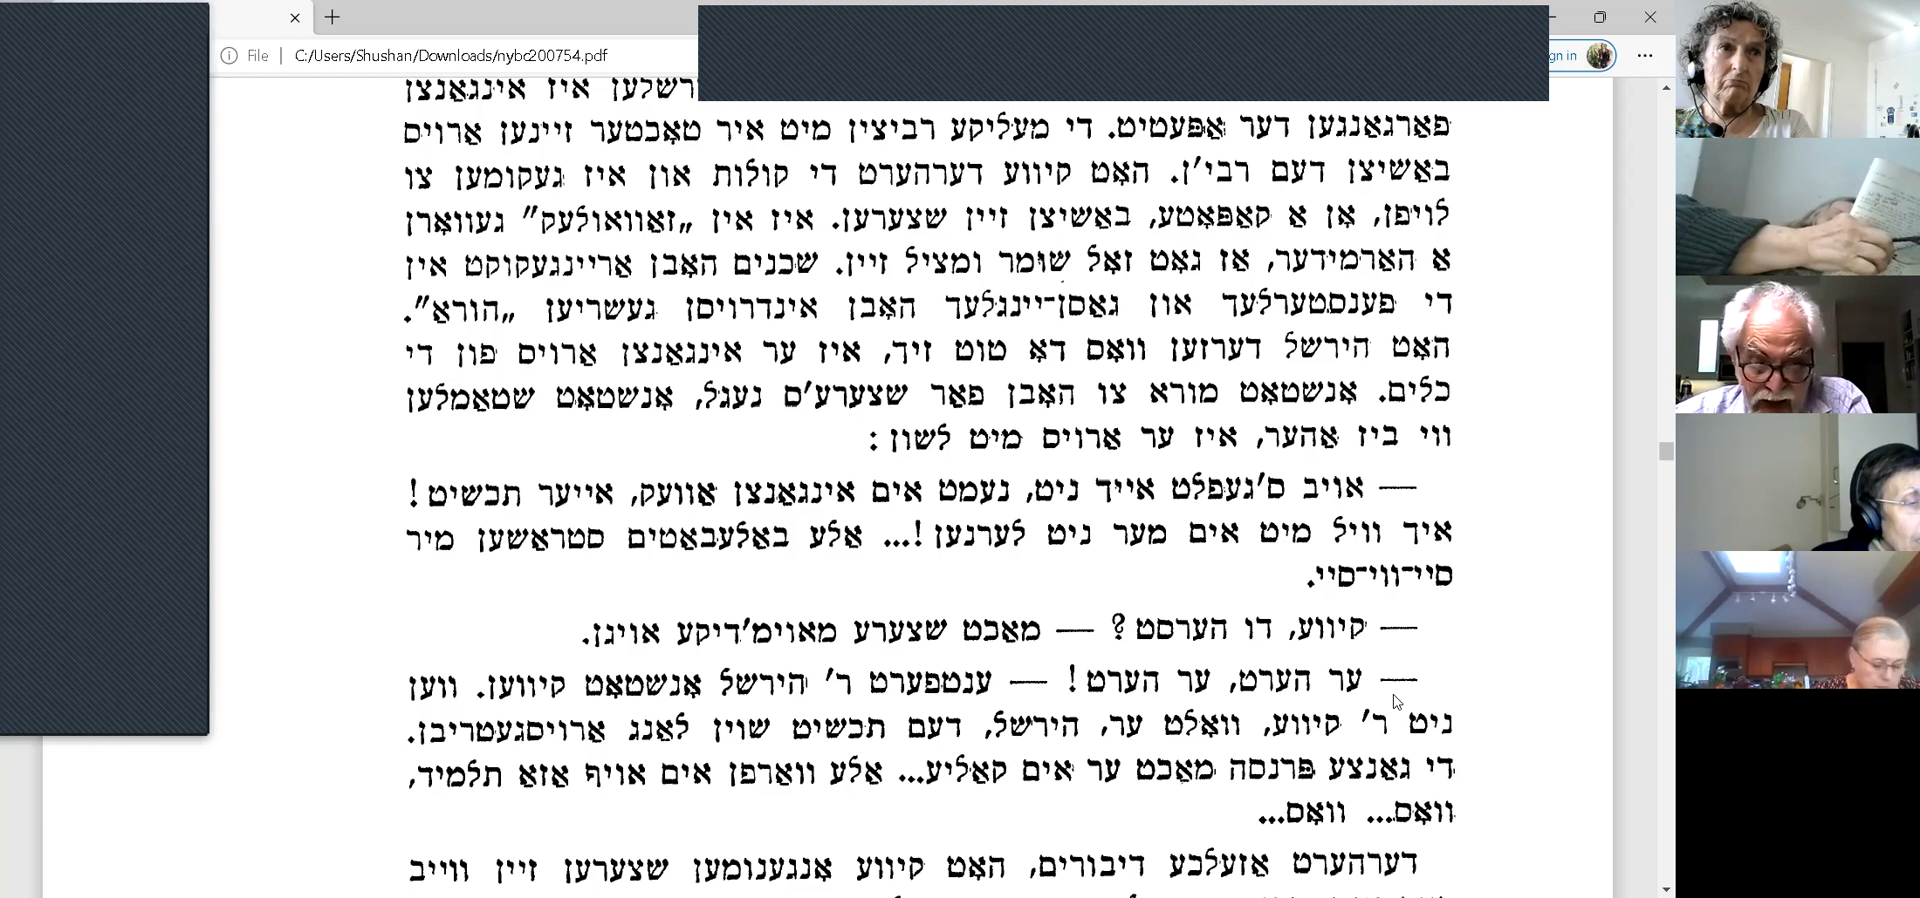 File
C:/Users/Shushan/Downloads/nybc200754.pdf
gn in
רשלען איז אינגאַנצן
פאַרגאַנגען דער אַפּעטיט. די מעליקע רביצין מיט איר טאָכטער זיינען אַרויס
באַשיצן דעם רבי'ן. האָט קיווע דערהערט די קולות און איז געקומען צו
לויפן, אָן אַ קאַפּאָטע, באַשיצן זיין שצערען. איז אין „זאַוואולעק" געוואָרן
אַ האַרמידער, אַז גאָט זאָל שומר ומציל זיין. שכנים האָבן אַריינגעקוקט אין
די פענסטערלעך און גאַסן־יינגלעך האָבן אינדרויסן געשריען „הוראַ".
האָט הירשל דערזען וואָס דאָ טוט זיך, איז ער אינגאַנצן אַרויס פון די
כלים. אָנשטאָט מורא צו האָבן פאַר שצערע'ס נעגל, אָנשטאָט שטאַמלען
ווי ביז אַהער, איז ער אַרויס מיט לשון:
— אויב ס'געפלט אייך ניט, נעמט אים אינגאַנצן אַוועק, אייער תכשיט!
איך וויל מיט אים מער ניט לערנען!... אַלע באַלעבאַטים סטראַשען מיר
סיי־ווי־סיי.
— קיווע, דו הערסט? — מאַכט שצערע מאוימ'דיקע אויגן.
— ער הערט, ער הערט! — ענטפערט ר' הירשל אָנשטאָט קיווען. ווען
ניט ר' קיווע, וואָלט ער, הירשל, דעם תכשיט שוין לאַנג אַרויסגעטריבן.
די גאַנצע פּרנסה מאַכט ער אים קאַליע... אַלע וואַרפן אים אויף אַזאַ תלמיד,
וואָס... וואָס...
דערהערט אַזעלכע דיבורים, האָט קיווע אָנגענומען שצערען זיין ווייב